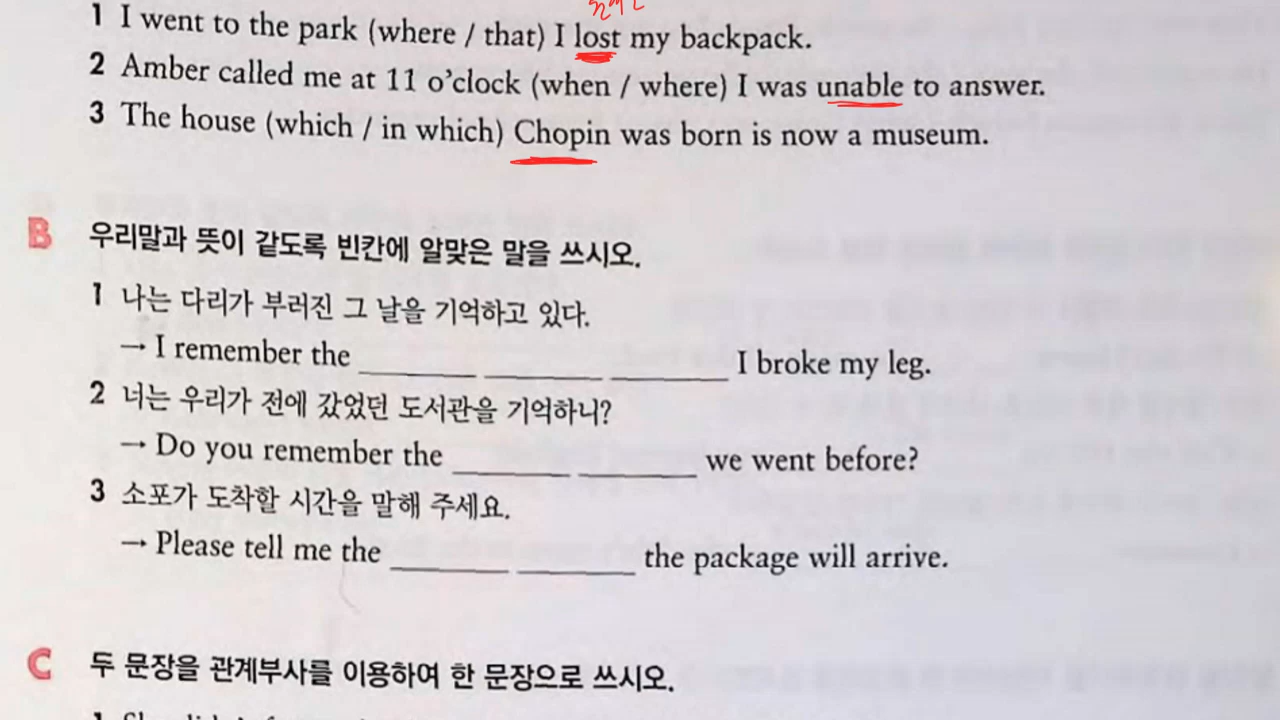 1 I went to the park (where / that) I lost my backpack.
2 Amber called me at 11 o'clock (when / where) I was unable to answer.
3 The house (which / in which) Chopin was born is now a museum.
B 우리말과 뜻이 같도록 빈칸에 알맞은 말을 쓰시오.
1 나는 다리가 부러진 그 날을 기억하고 있다.
→ I remember the ________ ________ ________ I broke my leg.
2 너는 우리가 전에 갔었던 도서관을 기억하니?
→ Do you remember the ________ ________ we went before?
3 소포가 도착할 시간을 말해 주세요.
→ Please tell me the ________ ________ the package will arrive.
C 두 문장을 관계부사를 이용하여 한 문장으로 쓰시오.